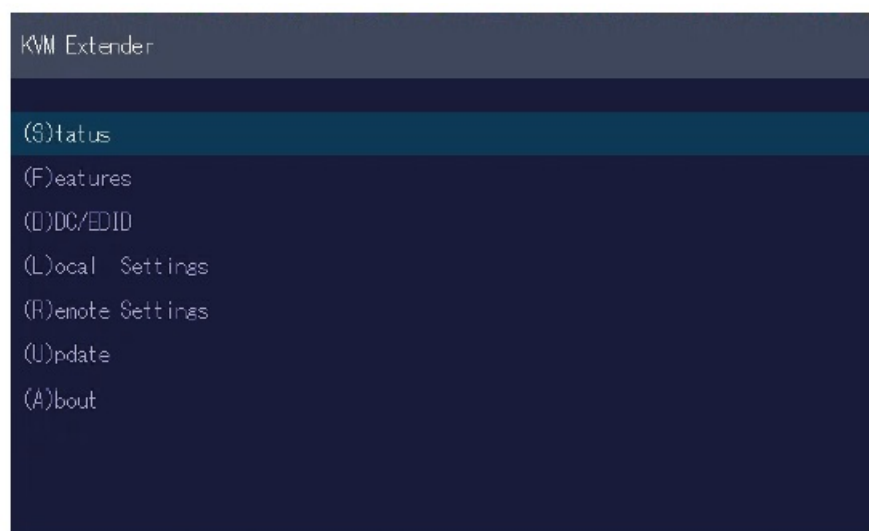 KVM Extender
(S)tatus
(F)eatures
(D)DC/EDID
(L)ocal Settings
(R)emote Settings
(U)pdate
(A)bout